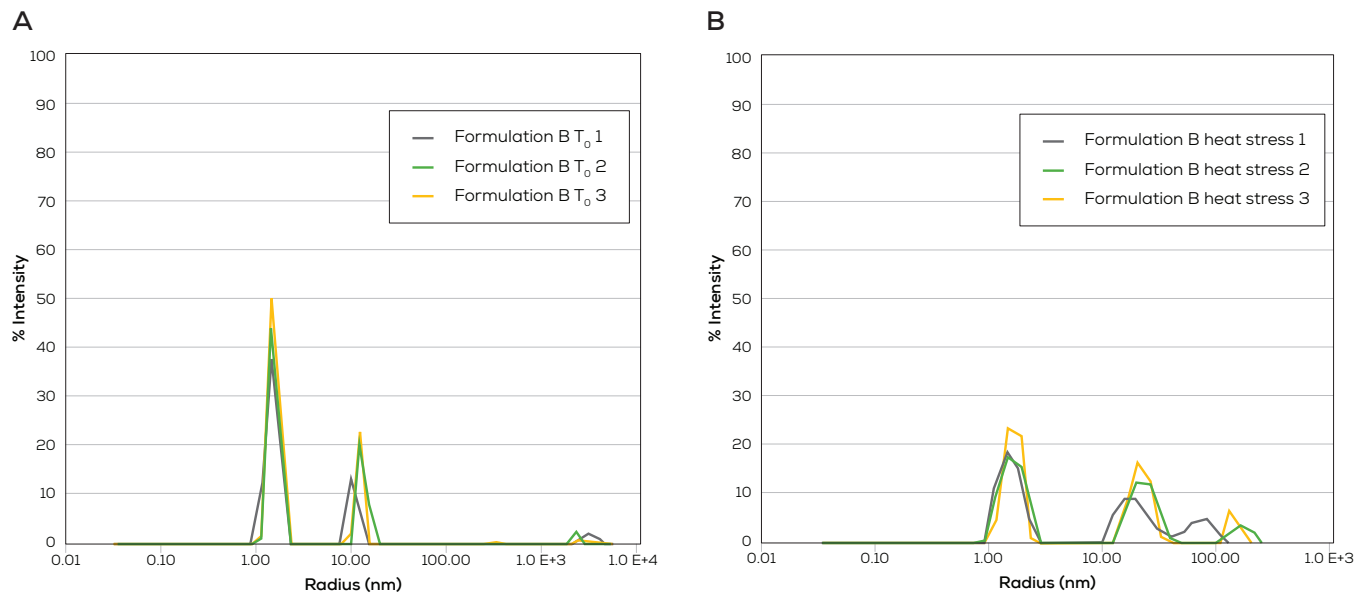 A
% Intensity
100
90
80
70
60
50
40
30
20
10
0
Formulation B T₀ 1
Formulation B T₀ 2
Formulation B T₀ 3
0.01
0.10
1.00
10.00
100.00
1.0 E+3
1.0 E+4
Radius (nm)
B
% Intensity
100
90
80
70
60
50
40
30
20
10
0
Formulation B heat stress 1
Formulation B heat stress 2
Formulation B heat stress 3
0.01
0.10
1.00
10.00
100.00
1.0 E+3
Radius (nm)